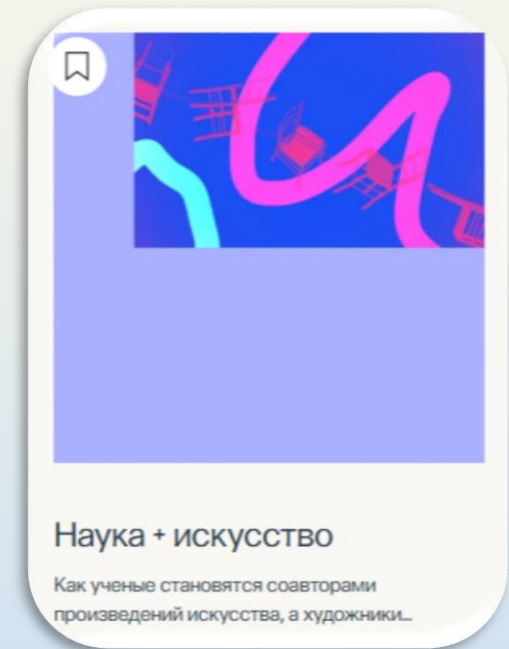 Наука + искусство
Как ученые становятся соавторами
произведений искусства, а художники...